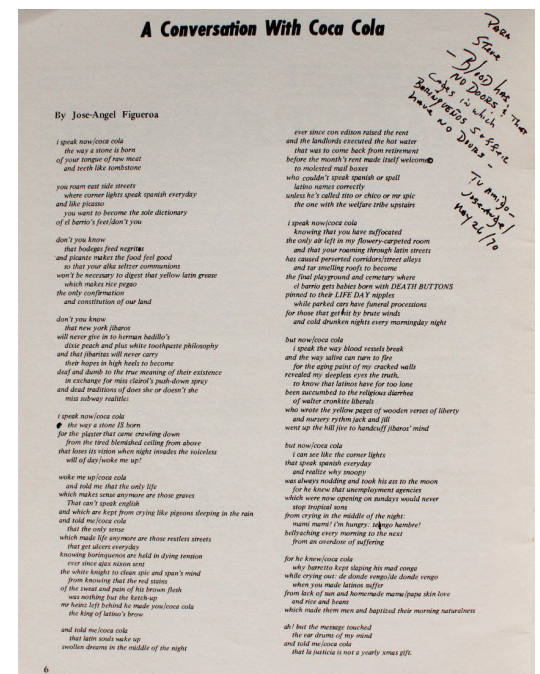 A Conversation With Coca Cola
Para
Steve
- Blood has,
NO DOORS & That
Cages in which
BORINQUEÑOS Suffer
have NO DOORS -
Tu Amigo -
Jose Angel
May 26/70
By Jose-Angel Figueroa
i speak now/coca cola
the way a stone is born
of your tongue of raw meat
and teeth like tombstone
you roam east side streets
where corner lights speak spanish everyday
and like picasso
you want to become the sole dictionary
of el barrio's feet/don't you
don't you know
that bodegas feed negritas
and picante makes the food feel good
so that your alka seltzer communions
won't be necessary to digest that yellow latin grease
which makes rice pegao
the only confirmation
and constitution of our land
don't you know
that new york jibaros
will never give in to herman badillo's
dixie peach and plus white toothpaste philosophy
and that jibaritas will never carry
their hopes in high heels to become
deaf and dumb to the true meaning of their existence
in exchange for miss clairol's push-down spray
and dead traditions of does she or doesn't she
miss subway realities
i speak now/coca cola
the way a stone IS born
for the plaster that came crawling down
from the tired blemished ceiling from above
that loses its vision when night invades the voiceless
will of day/woke me up!
woke me up/coca cola
and told me that the only life
which makes sense anymore are those graves
That can't speak english
and which are kept from crying like pigeons sleeping in the rain
and told me/coca cola
that the only sense
which made life anymore are those restless streets
that get ulcers everyday
knowing borinquenos are held in dying tension
ever since ajax nixon sent
the white knight to clean spic and span's mind
from knowing that the red stains
of the sweat and pain of his brown flesh
was nothing but the ketch-up
mr heinz left behind he made you/coca cola
the king of latino's brow
and told me/coca cola
that latin souls wake up
swollen dreams in the middle of the night
ever since con edison raised the rent
and the landlords executed the hot water
that was to come back from retirement
before the month's rent made itself welcome
to molested mail boxes
who couldn't speak spanish or spell
latino names correctly
unless he's called tito or chico or mr spic
the one with the welfare tribe upstairs
i speak now/coca cola
knowing that you have suffocated
the only air left in my flowery-carpeted room
and that your roaming through latin streets
has caused perverted corridors/street alleys
and tar smelling roofs to become
the final playground and cemetary where
el barrio gets babies born with DEATH BUTTONS
pinned to their LIFE DAY nipples
while parked cars have funeral processions
for those that get hit by brute winds
and cold drunken nights every morningday night
but now/coca cola
i speak the way blood vessels break
and the way saliva can turn to fire
for the aging paint of my cracked walls
revealed my sleepless eyes the truth,
to know that latinos have for too lone
been succumbed to the religious diarrhea
of walter cronkite liberals
who wrote the yellow pages of wooden verses of liberty
and nursery rythm jack and jill
went up the hill jive to handcuff jibaros' mind
but now/coca cola
i can see like the corner lights
that speak spanish everyday
and realize why snoopy
was always nodding and took his ass to the moon
for he knew that unemployment agencies
which were now opening on sundays would never
stop tropical sons
from crying in the middle of the night:
mami mami! i'm hungry: tengo hambre!
bellyaching every morning to the next
from an overdose of suffering
for he knew/coca cola
why barretto kept slaping his mad conga
while crying out: de donde vengo/de donde vengo
when you made latinos suffer
from lack of sun and homemade mama/papa skin love
and rice and beans
which made them men and baptized their morning naturalness
ah! but the message touched
the ear drums of my mind
and told me/coca cola
that la justicia is not a yearly xmas gift.
6